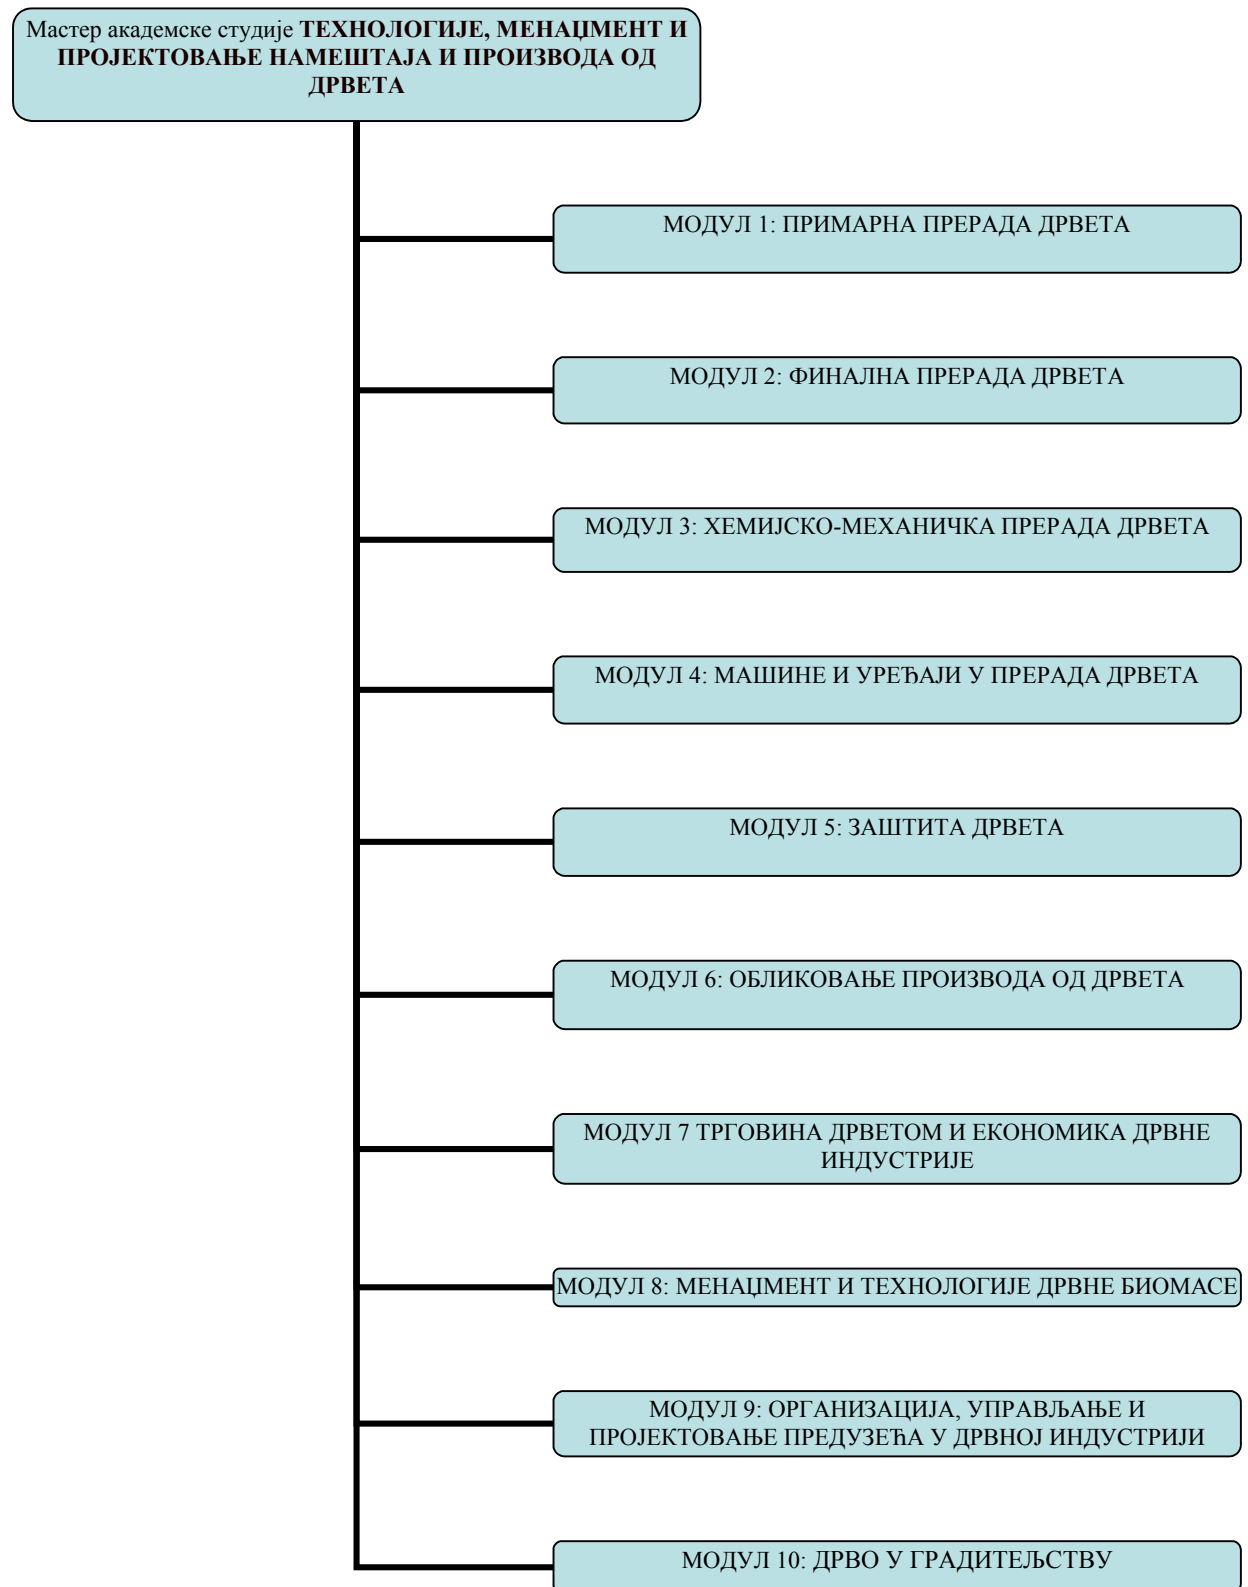 Мастер академске студије ТЕХНОЛОГИЈЕ, МЕНАЏМЕНТ И
ПРОЈЕКТОВАЊЕ НАМЕШТАЈА И ПРОИЗВОДА ОД
ДРВЕТА
МОДУЛ 1: ПРИМАРНА ПРЕРАДА ДРВЕТА
МОДУЛ 2: ФИНАЛНА ПРЕРАДА ДРВЕТА
МОДУЛ 3: ХЕМИЈСКО-МЕХАНИЧКА ПРЕРАДА ДРВЕТА
МОДУЛ 4: МАШИНЕ И УРЕЂАЈИ У ПРЕРАДА ДРВЕТА
МОДУЛ 5: ЗАШТИТА ДРВЕТА
МОДУЛ 6: ОБЛИКОВАЊЕ ПРОИЗВОДА ОД ДРВЕТА
МОДУЛ 7 ТРГОВИНА ДРВЕТОМ И ЕКОНОМИКА ДРВНЕ
ИНДУСТРИЈЕ
МОДУЛ 8: МЕНАЏМЕНТ И ТЕХНОЛОГИЈЕ ДРВНЕ БИОМАСЕ
МОДУЛ 9: ОРГАНИЗАЦИЈА, УПРАВЉАЊЕ И
ПРОЈЕКТОВАЊЕ ПРЕДУЗЕЋА У ДРВНОЈ ИНДУСТРИЈИ
МОДУЛ 10: ДРВО У ГРАДИТЕЉСТВУ